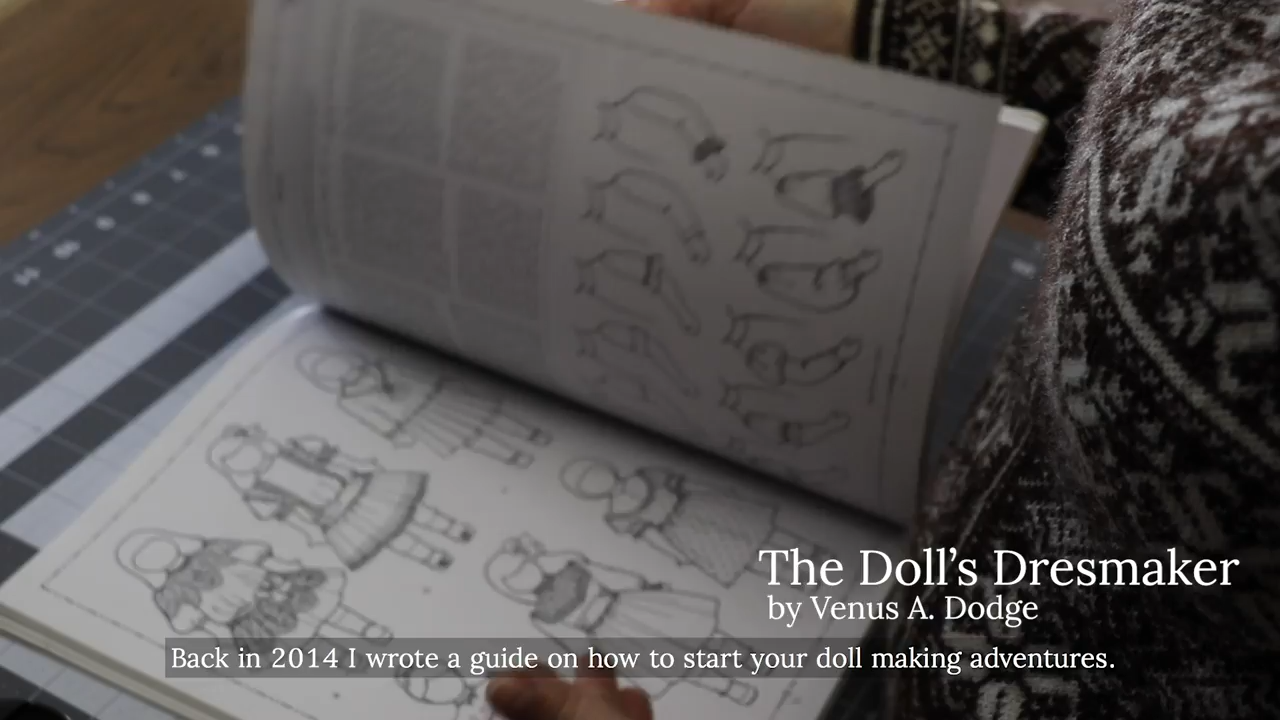 The Doll's Dresmaker
by Venus A. Dodge
Back in 2014 I wrote a guide on how to start your doll making adventures.